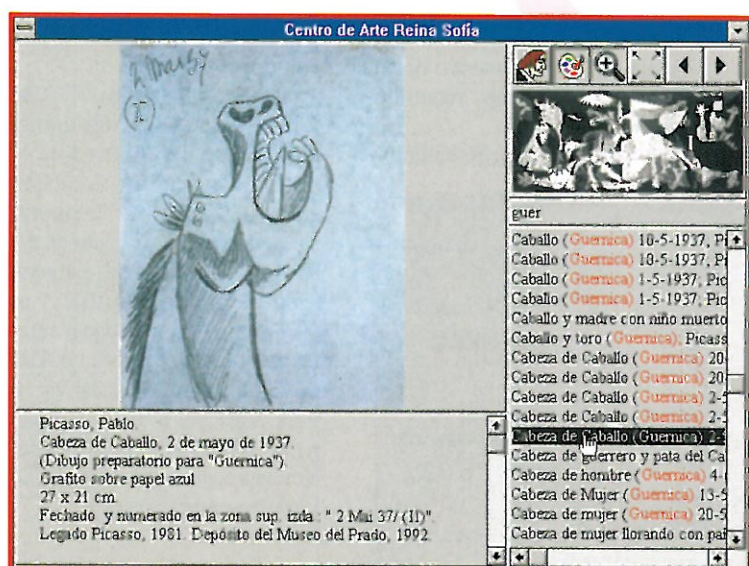 Centro de Arte Reina Sofía
2 Mai 37
(II)
guer
Caballo (Guernica) 10-5-1937, Pi
Caballo (Guernica) 10-5-1937, P
Caballo (Guernica) 1-5-1937, Pic
Caballo (Guernica) 1-5-1937, Pic
Caballo y madre con niño muerto
Caballo y toro (Guernica), Picass
Cabeza de Caballo (Guernica) 20-
Cabeza de Caballo (Guernica) 20-
Cabeza de Caballo (Guernica) 2-5
Cabeza de Caballo (Guernica) 2-5
Cabeza de Caballo (Guernica) 2-5
Cabeza de guerrero y pata del Ca
Cabeza de hombre (Guernica) 4-
Cabeza de Mujer (Guernica) 13-5
Cabeza de mujer (Guernica) 20-5
Cabeza de mujer llorando con pañ
Picasso, Pablo
Cabeza de Caballo, 2 de mayo de 1937.
(Dibujo preparatorio para "Guernica")
Grafito sobre papel azul
27 x 21 cm
Fechado y numerado en la zona sup. izda : " 2 Mai 37/ (II)".
Legado Picasso, 1981. Depósito del Museo del Prado, 1992.